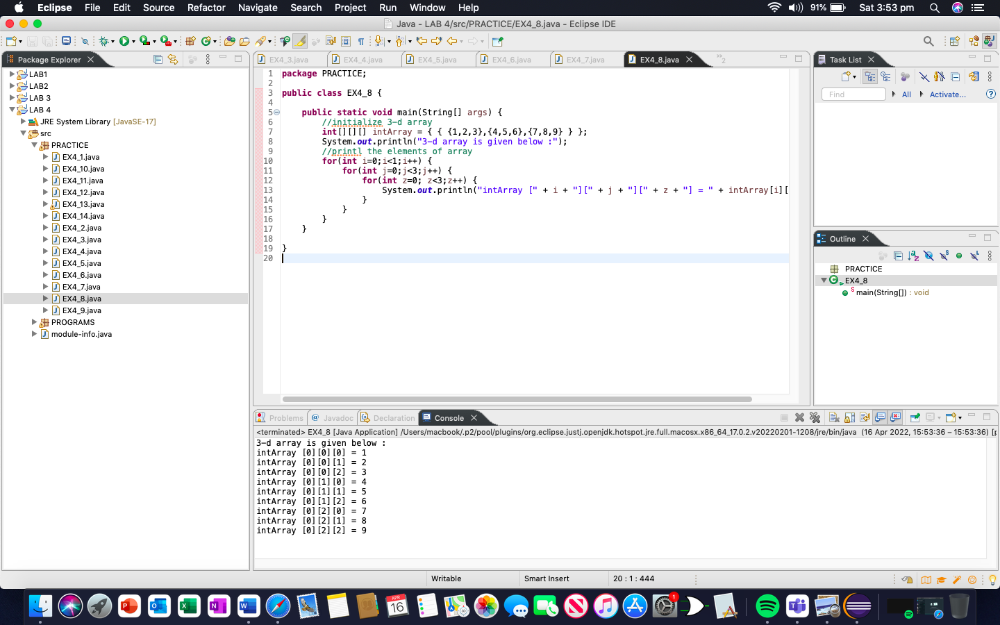 Eclipse File Edit Source Refactor Navigate Search Project Run Window Help 91% Sat 3:53 pm
Java - LAB 4/src/PRACTICE/EX4_8.java - Eclipse IDE
Package Explorer
LAB1
LAB2
LAB 3
LAB 4
JRE System Library [JavaSE-17]
src
PRACTICE
EX4_1.java
EX4_10.java
EX4_11.java
EX4_12.java
EX4_13.java
EX4_14.java
EX4_2.java
EX4_3.java
EX4_4.java
EX4_5.java
EX4_6.java
EX4_7.java
EX4_8.java
EX4_9.java
PROGRAMS
module-info.java
EX4_3.java EX4_4.java EX4_5.java EX4_6.java EX4_7.java EX4_8.java »2
1 package PRACTICE;
2
3 public class EX4_8 {
4
5 public static void main(String[] args) {
6 //initialize 3-d array
7 int[][][] intArray = { { {1,2,3},{4,5,6},{7,8,9} } };
8 System.out.println("3-d array is given below :");
9 //printl the elements of array
10 for(int i=0;i<1;i++) {
11 for(int j=0;j<3;j++) {
12 for(int z=0; z<3;z++) {
13 System.out.println("intArray [" + i + "][" + j + "][" + z + "] = " + intArray[i][
14 }
15 }
16 }
17 }
18
19 }
20
Task List
Find All Activate...
Outline
PRACTICE
EX4_8
main(String[]) : void
Problems Javadoc Declaration Console
<terminated> EX4_8 [Java Application] /Users/macbook/.p2/pool/plugins/org.eclipse.justj.openjdk.hotspot.jre.full.macosx.x86_64_17.0.2.v20220201-1208/jre/bin/java (16 Apr 2022, 15:53:36 – 15:53:36) [p
3-d array is given below :
intArray [0][0][0] = 1
intArray [0][0][1] = 2
intArray [0][0][2] = 3
intArray [0][1][0] = 4
intArray [0][1][1] = 5
intArray [0][1][2] = 6
intArray [0][2][0] = 7
intArray [0][2][1] = 8
intArray [0][2][2] = 9
Writable Smart Insert 20 : 1 : 444
APR
16
1